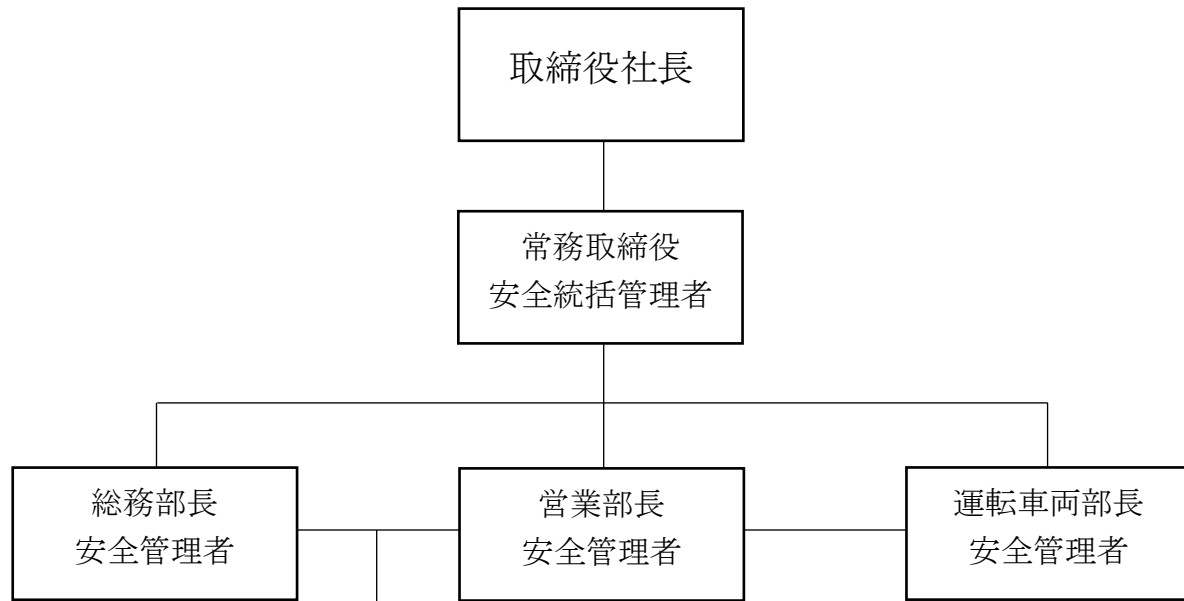 取締役社長
常務取締役
安全統括管理者
総務部長
安全管理者
営業部長
安全管理者
運転車両部長
安全管理者